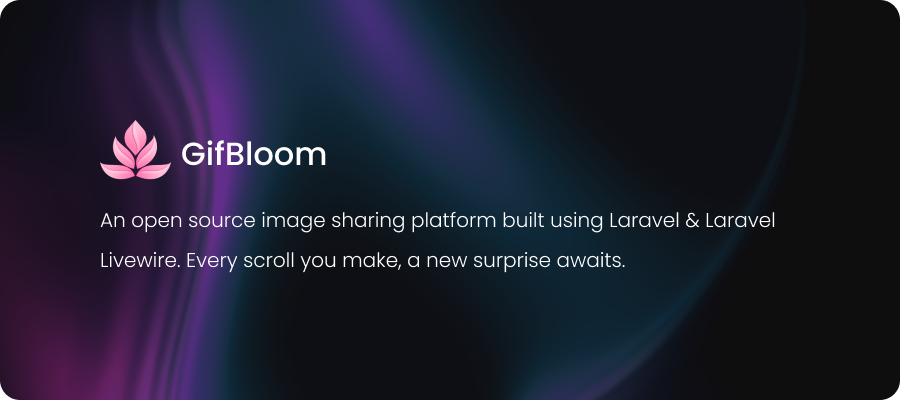 GifBloom
An open source image sharing platform built using Laravel & Laravel
Livewire. Every scroll you make, a new surprise awaits.